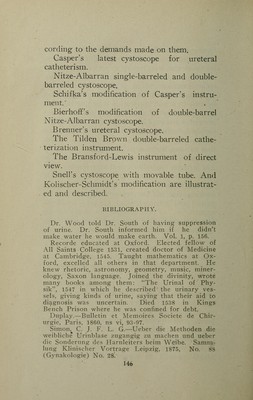 cording to the demands made on them,
Casper's latest cystoscope for ureteral
catheterism.
Nitze-Albarran single-barreled and double-
barreled cystoscope,
Schifka's modification of Casper's instru-
ment.
Bierhoff's modification of double-barrel
Nitze-Albarran cystoscope.
Brenner's ureteral cystoscope.
The Tilden Brown double-barreled cathe-
terization instrument.
The Bransford-Lewis instrument of direct
view.
Snell's cystoscope with movable tube. And
Kolischer-Schmidt's modification are illustrat-
ed and described.
BIBLIOGRAPHY.
Dr. Wood told Dr. South of having suppression
of urine. Dr. South informed him if he didn't
make water he would make earth. Vol. 1, p. 156.
Records educated at Oxford. Elected fellow of
All Saints College 1531, created doctor of Medicine
at Cambridge, 1545. Taught mathematics at Ox-
ford, excelled all others in that department. He
knew rhetoric, astronomy, geometry, music, miner-
ology, Saxon language. Joined the divinity, wrote
many books among them: "The Urinal of Phy-
sik", 1547 in which he described the urinary ves-
sels, giving kinds of urine, saying that their aid to
diagnosis was uncertain. Died 1538 in Kings
Bench Prison where he was confined for debt.
Duplay.—Bulletin et Memoires Societe de Chir-
urgie, Paris, 1860, ns vi, 95-97.
Simon, C. J. F. L. G.—Ueber die Methoden die
weibliche Urinblase zugangig zu machen und ueber
die Sonderung des Harnleiters beim Weibe. Samm-
lung Klinischer Vortrage Leipzig, 1875, No. 88
(Gynakologie) No. 28.
146